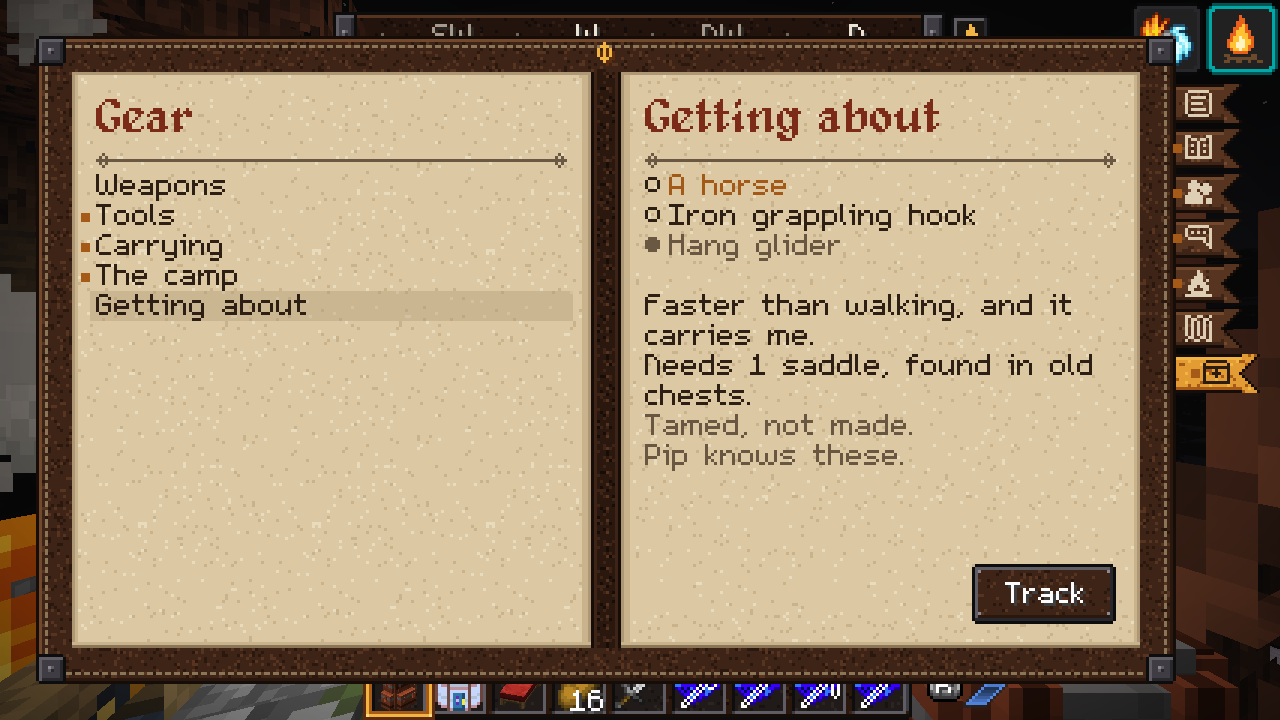 Gear
Weapons
Tools
Carrying
The camp
Getting about
Getting about
A horse
Iron grappling hook
Hang glider
Faster than walking, and it
carries me.
Needs 1 saddle, found in old
chests.
Tamed, not made.
Pip knows these.
Track
16